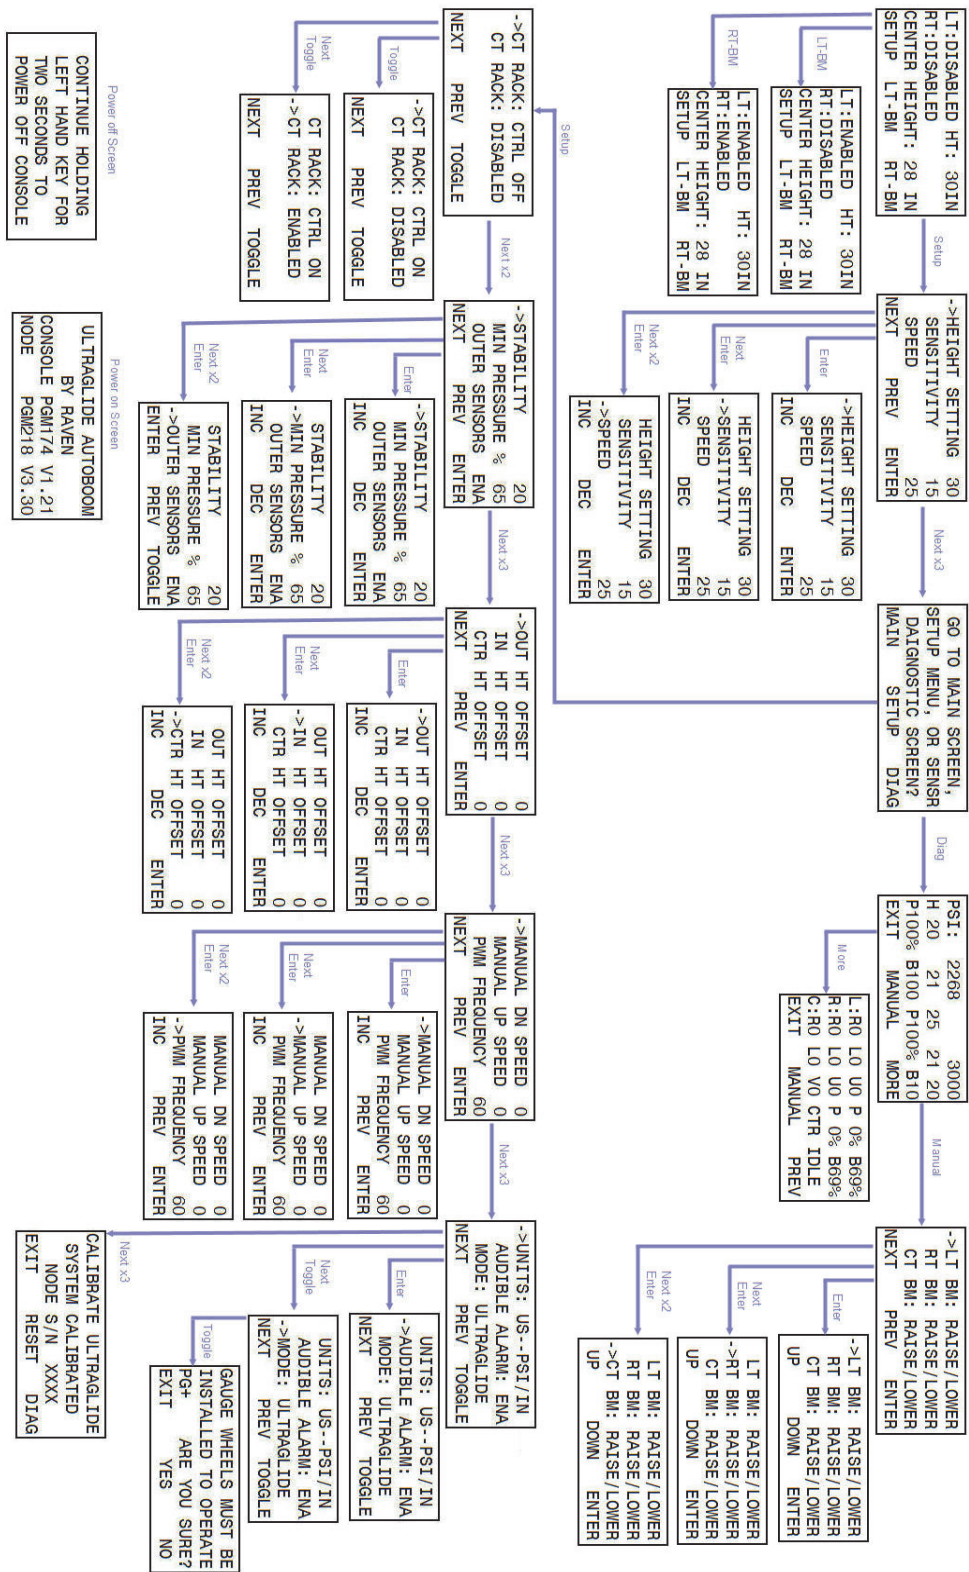 LT:DISABLED HT: 30IN
RT:DISABLED
CENTER HEIGHT: 28 IN
SETUP LT-BM RT-BM
LT-BM
LT:ENABLED HT: 30IN
RT:DISABLED
CENTER HEIGHT: 28 IN
SETUP LT-BM RT-BM
RT-BM
LT:ENABLED HT: 30IN
RT:ENABLED
CENTER HEIGHT: 28 IN
SETUP LT-BM RT-BM
Setup
->HEIGHT SETTING 30
SENSITIVITY 15
SPEED 25
NEXT PREV ENTER
Enter
->HEIGHT SETTING 30
SENSITIVITY 15
SPEED 25
INC DEC ENTER
Next
Enter
HEIGHT SETTING 30
->SENSITIVITY 15
SPEED 25
INC DEC ENTER
Next x2
Enter
HEIGHT SETTING 30
SENSITIVITY 15
->SPEED 25
INC DEC ENTER
Next x3
GO TO MAIN SCREEN,
SETUP MENU, OR SENSR
DAIGNOSTIC SCREEN?
MAIN SETUP DIAG
Diag
PSI: 2268 3000
H 20 21 25 21 20
P100% B100 P100% B10
EXIT MANUAL MORE
More
L:R0 L0 U0 P 0% B69%
R:R0 L0 U0 P 0% B69%
C:R0 L0 V0 CTR IDLE
EXIT MANUAL PREV
Manual
->LT BM: RAISE/LOWER
RT BM: RAISE/LOWER
CT BM: RAISE/LOWER
NEXT PREV ENTER
Enter
->LT BM: RAISE/LOWER
RT BM: RAISE/LOWER
CT BM: RAISE/LOWER
UP DOWN ENTER
Next
Enter
LT BM: RAISE/LOWER
->RT BM: RAISE/LOWER
CT BM: RAISE/LOWER
UP DOWN ENTER
Next x2
Enter
LT BM: RAISE/LOWER
RT BM: RAISE/LOWER
->CT BM: RAISE/LOWER
UP DOWN ENTER
Setup
->CT RACK: CTRL OFF
CT RACK: DISABLED
NEXT PREV TOGGLE
Toggle
->CT RACK: CTRL ON
CT RACK: DISABLED
NEXT PREV TOGGLE
Next
Toggle
CT RACK: CTRL ON
->CT RACK: ENABLED
NEXT PREV TOGGLE
Next x2
->STABILITY 20
MIN PRESSURE % 65
OUTER SENSORS ENA
NEXT PREV ENTER
Enter
->STABILITY 20
MIN PRESSURE % 65
OUTER SENSORS ENA
INC DEC ENTER
Next
Enter
STABILITY 20
->MIN PRESSURE % 65
OUTER SENSORS ENA
INC DEC ENTER
Next x2
Enter
STABILITY 20
MIN PRESSURE % 65
->OUTER SENSORS ENA
ENTER PREV TOGGLE
Next x3
->OUT HT OFFSET 0
IN HT OFFSET 0
CTR HT OFFSET 0
NEXT PREV ENTER
Enter
->OUT HT OFFSET 0
IN HT OFFSET 0
CTR HT OFFSET 0
INC DEC ENTER
Next
Enter
OUT HT OFFSET 0
->IN HT OFFSET 0
CTR HT OFFSET 0
INC DEC ENTER
Next x2
Enter
OUT HT OFFSET 0
IN HT OFFSET 0
->CTR HT OFFSET 0
INC DEC ENTER
Next x3
->MANUAL DN SPEED 0
MANUAL UP SPEED 0
PWM FREQUENCY 60
NEXT PREV ENTER
Enter
->MANUAL DN SPEED 0
MANUAL UP SPEED 0
PWM FREQUENCY 60
INC PREV ENTER
Next
Enter
MANUAL DN SPEED 0
->MANUAL UP SPEED 0
PWM FREQUENCY 60
INC PREV ENTER
Next x2
Enter
MANUAL DN SPEED 0
MANUAL UP SPEED 0
->PWM FREQUENCY 60
INC PREV ENTER
Next x3
->UNITS: US--PSI/IN
AUDIBLE ALARM: ENA
MODE: ULTRAGLIDE
NEXT PREV TOGGLE
Enter
UNITS: US--PSI/IN
->AUDIBLE ALARM: ENA
MODE: ULTRAGLIDE
NEXT PREV TOGGLE
Next
Toggle
UNITS: US--PSI/IN
AUDIBLE ALARM: ENA
->MODE: ULTRAGLIDE
NEXT PREV TOGGLE
Toggle
GAUGE WHEELS MUST BE
INSTALLED TO OPERATE
PG+ ARE YOU SURE?
EXIT YES NO
Next x3
CALIBRATE ULTRAGLIDE
SYSTEM CALIBRATED
NODE S/N XXXX
EXIT RESET DIAG
Power off Screen
CONTINUE HOLDING
LEFT HAND KEY FOR
TWO SECONDS TO
POWER OFF CONSOLE
Power on Screen
ULTRAGLIDE AUTOBOOM
BY RAVEN
CONSOLE PGM174 V1.21
NODE PGM218 V3.30